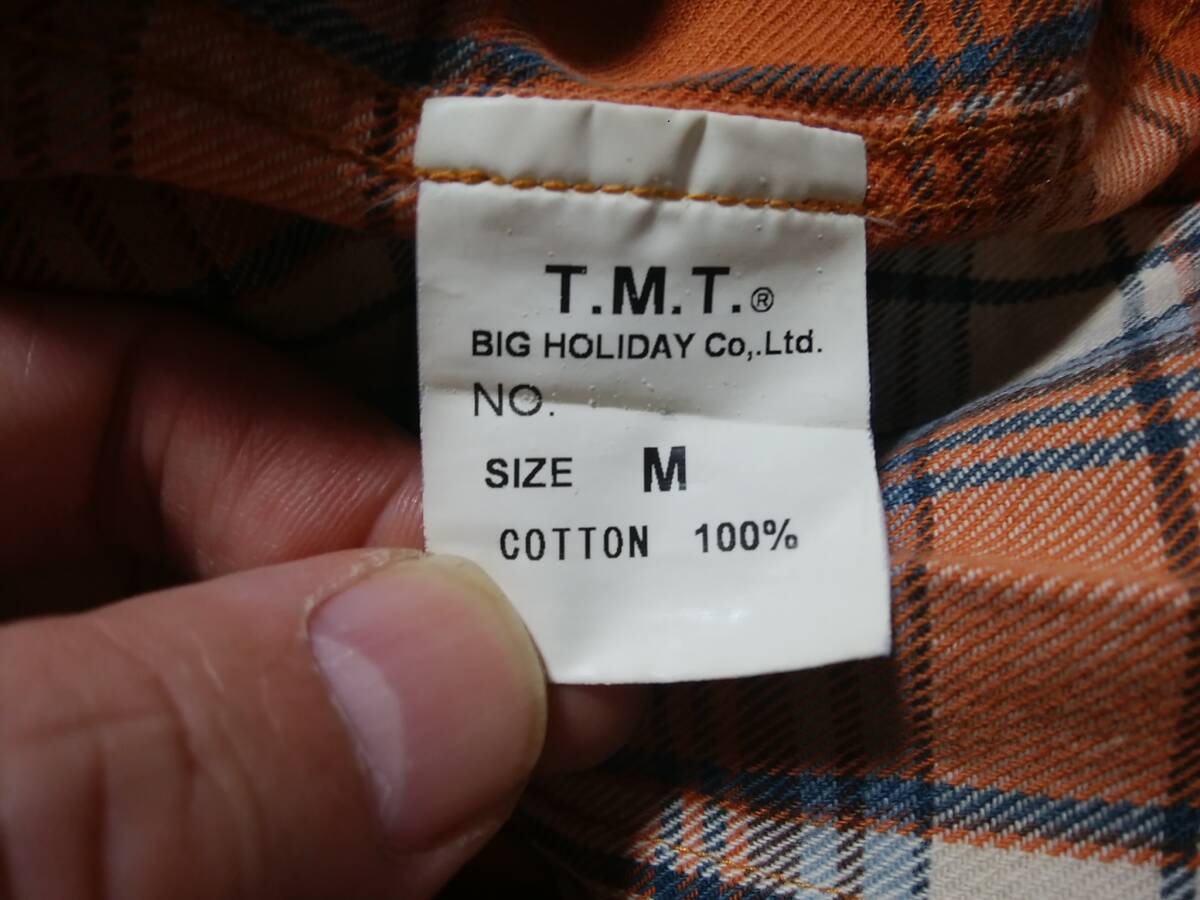 T.M.T.®
BIG HOLIDAY Co,.Ltd.
NO.
SIZE M
COTTON 100%